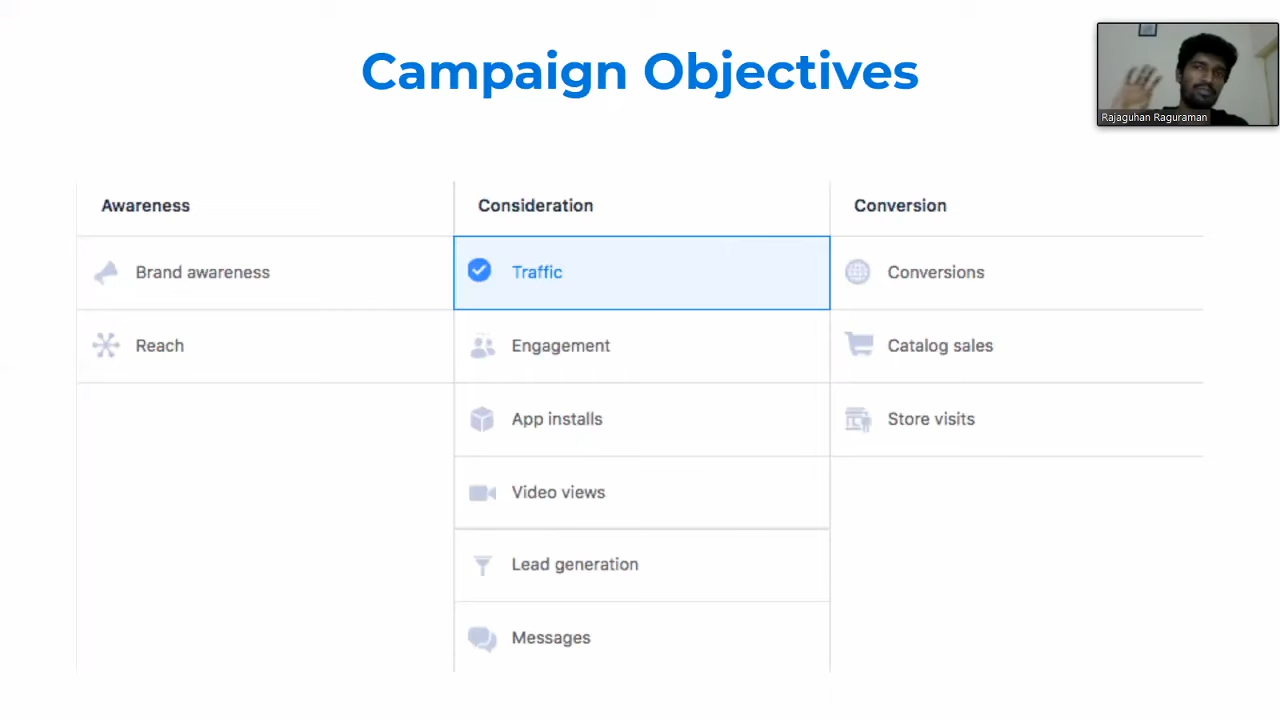 Campaign Objectives
Rajaguhan Raguraman
Awareness
Consideration
Conversion
Brand awareness
Traffic
Conversions
Reach
Engagement
Catalog sales
App installs
Store visits
Video views
Lead generation
Messages